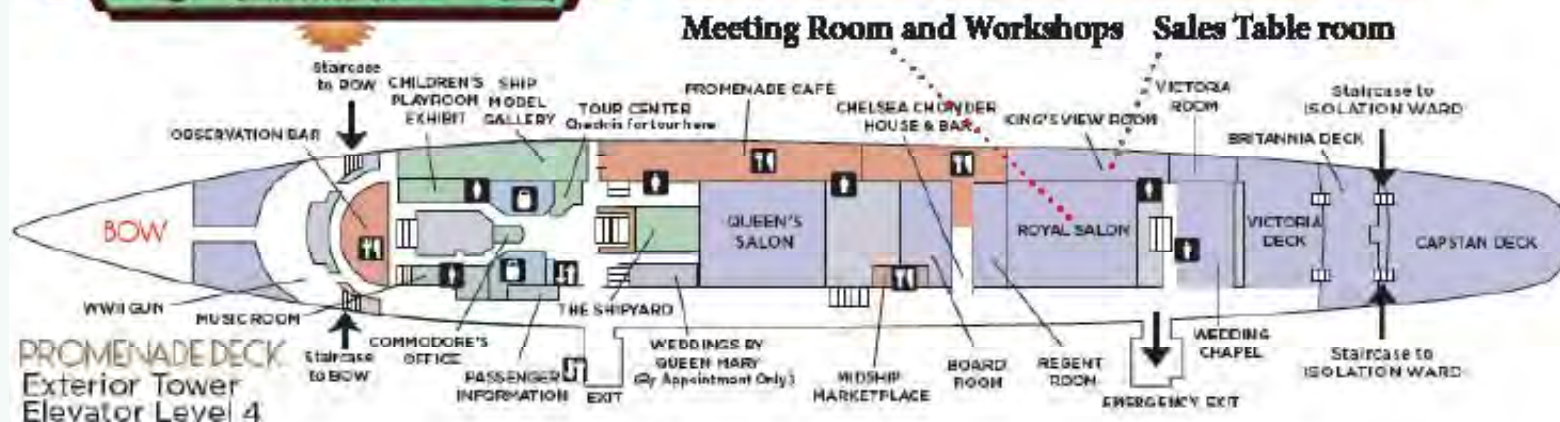 Meeting Room and Workshops
Sales Table room
Staircase
to BOW
CHILDREN'S
PLAYROOM
EXHIBIT
SHIP
MODEL
GALLERY
TOUR CENTER
Check in for tour here
PROMENADE CAFÉ
CHELSEA CHOWDER
HOUSE & BAR
KING'S VIEW ROOM
VICTORIA
ROOM
Staircase to
ISOLATION WARD
OBSERVATION BAR
BRITANNIA DECK
BOW
QUEEN'S
SALON
ROYAL SALON
VICTORIA
DECK
CAPSTAN DECK
WWII GUN
MUSIC ROOM
COMMODORE'S
OFFICE
THE SHIPYARD
PROMENADE DECK
Exterior Tower
Elevator Level 4
Staircase
to BOW
PASSENGER
INFORMATION
EXIT
WEDDINGS BY
QUEEN MARY
(By Appointment Only)
MIDSHIP
MARKETPLACE
BOARD
ROOM
REGENT
ROOM
EMERGENCY EXIT
WEDDING
CHAPEL
Staircase to
ISOLATION WARD